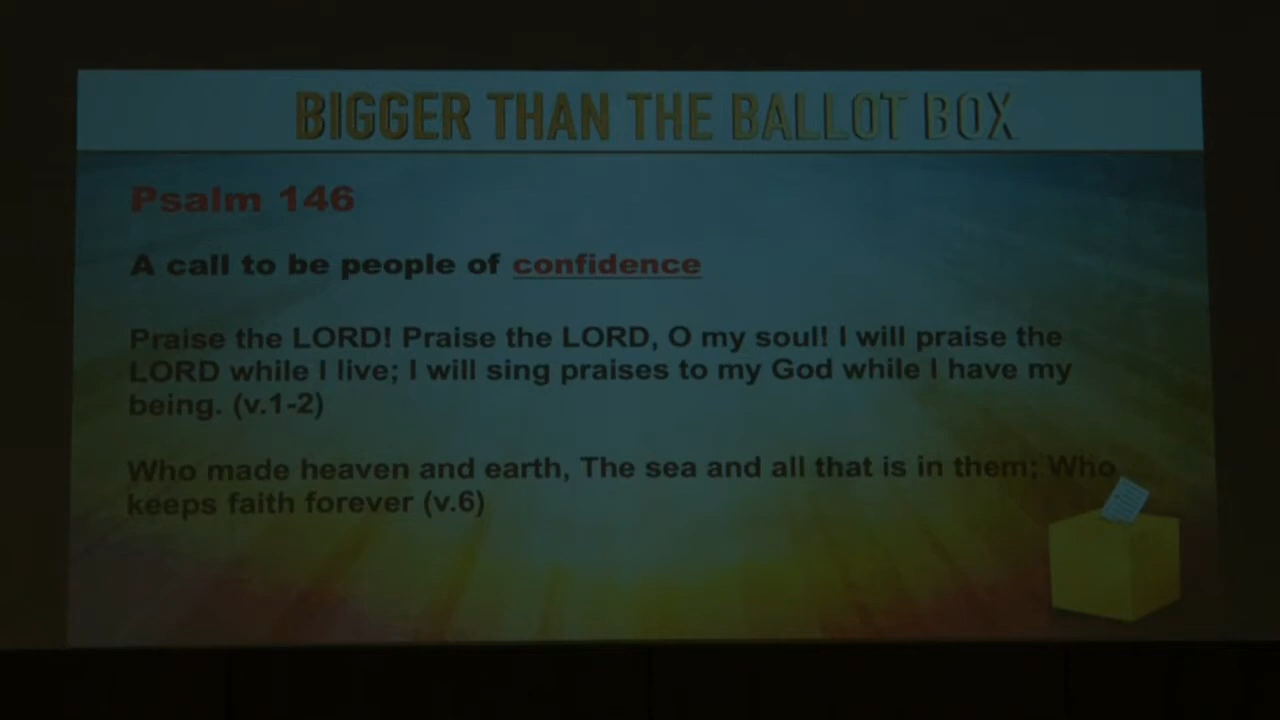 BIGGER THAN THE BALLOT BOX
Psalm 146
A call to be people of confidence
Praise the LORD! Praise the LORD, O my soul! I will praise the
LORD while I live; I will sing praises to my God while I have my
being. (v.1-2)
Who made heaven and earth, The sea and all that is in them; Who
keeps faith forever (v.6)